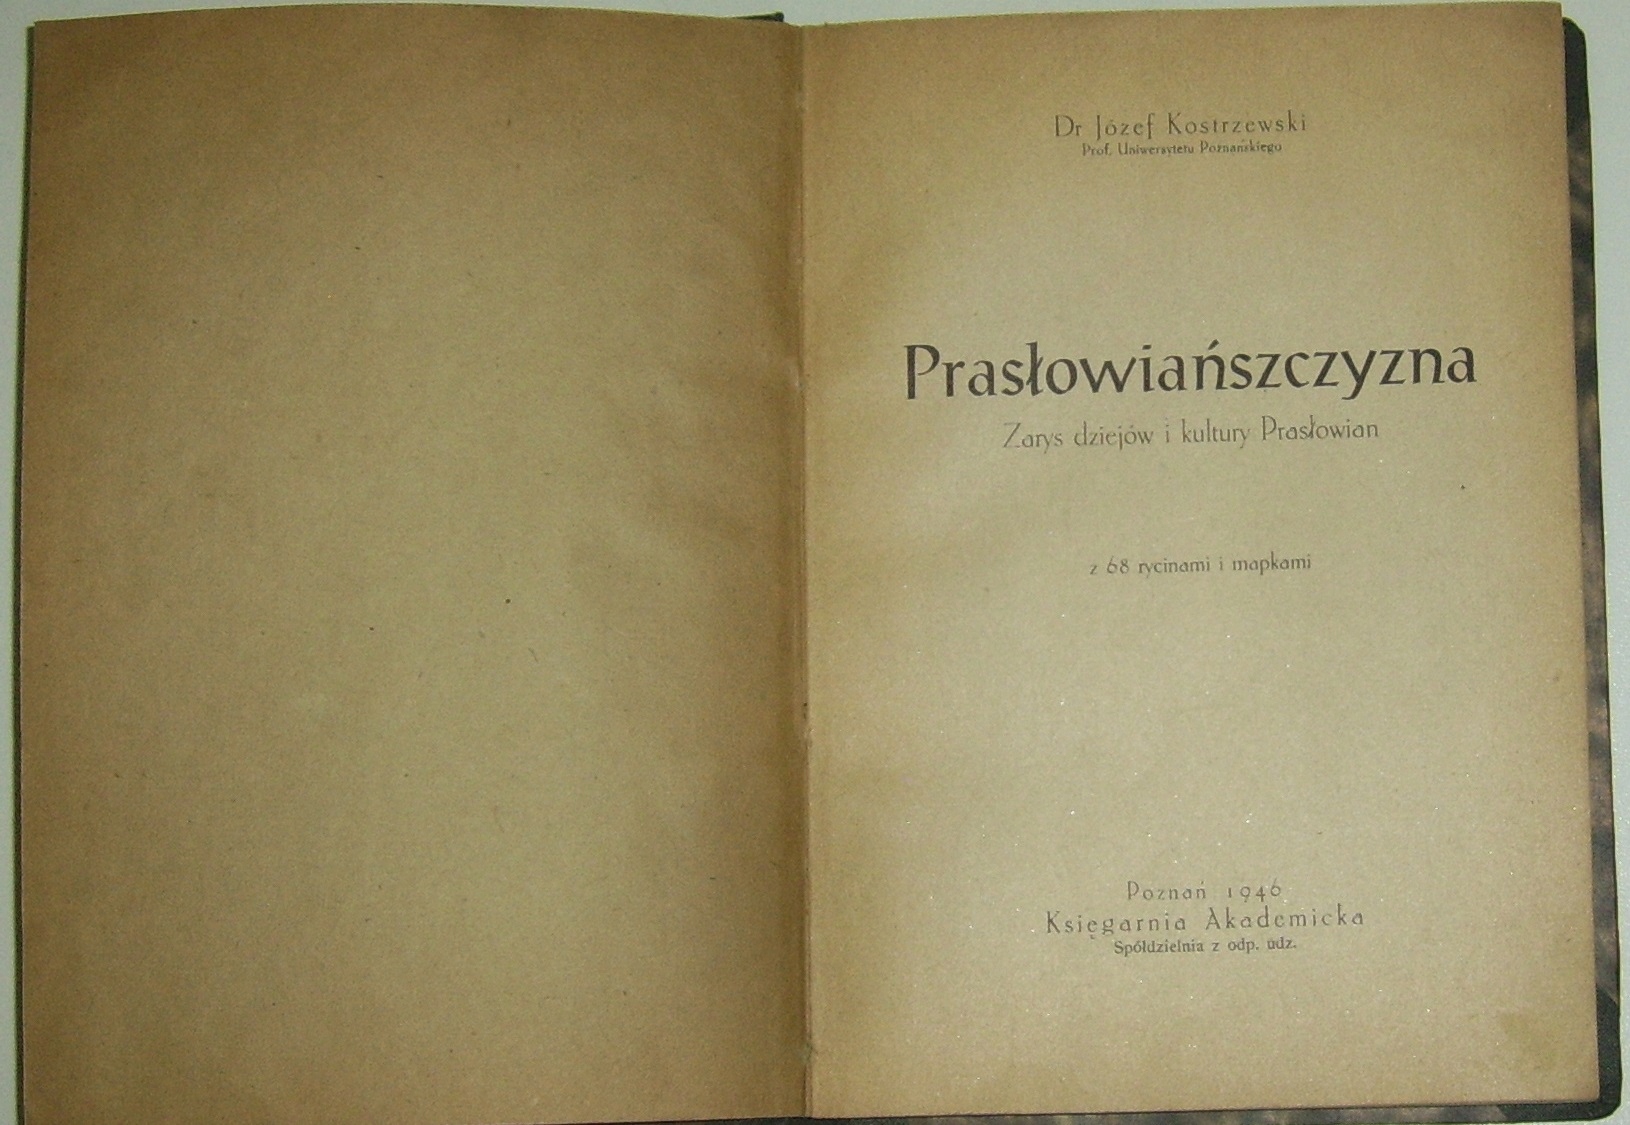 Dr Józef Kostrzewski
Prof. Uniwersytetu Poznańskiego
Prasłowiańszczyzna
Zarys dziejów i kultury Prasłowian
z 68 rycinami i mapkami
Poznań 1946
Księgarnia Akademicka
Spółdzielnia z odp. udz.